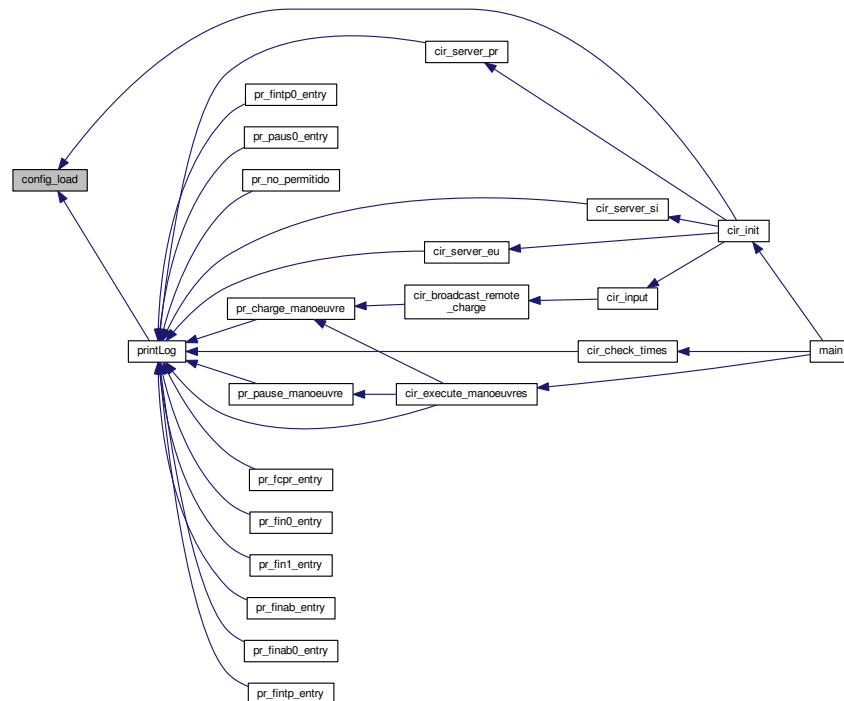 cir_server_pr
pr_fintp0_entry
pr_paus0_entry
config_load
pr_no_permitido
cir_server_si
cir_init
cir_server_eu
cir_broadcast_remote
_charge
cir_input
pr_charge_manoeuvre
printLog
cir_check_times
main
pr_pause_manoeuvre
cir_execute_manoeuvres
pr_fcpr_entry
pr_fin0_entry
pr_fin1_entry
pr_finab_entry
pr_finab0_entry
pr_fintp_entry